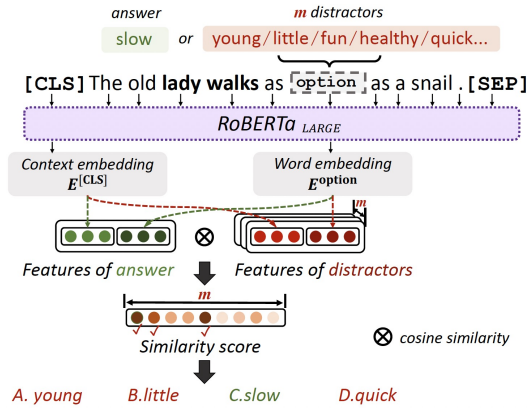 answer
m distractors
slow or young/little/fun/healthy/quick...
[CLS] The old lady walks as option as a snail . [SEP]
RoBERTa LARGE
Context embedding
E[CLS]
Word embedding
Eoption
m
Features of answer
Features of distractors
m
Similarity score
cosine similarity
A. young B.little C.slow D.quick